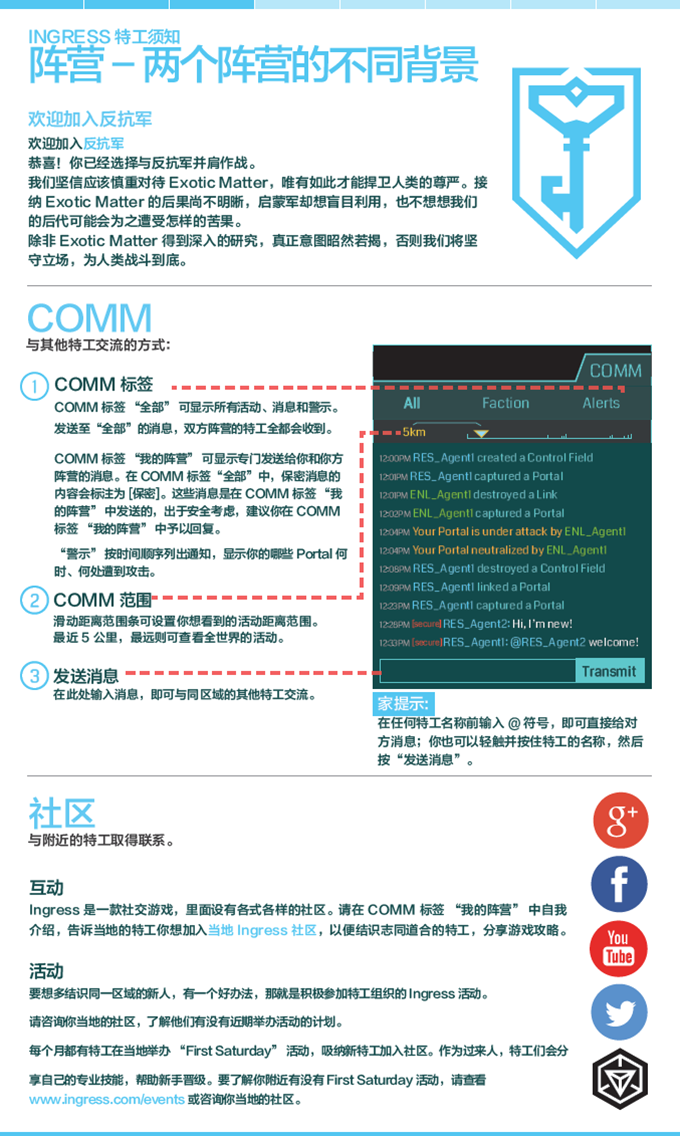 INGRESS 特工须知
阵营 – 两个阵营的不同背景
欢迎加入反抗军
欢迎加入反抗军
恭喜！你已经选择与反抗军并肩作战。
我们坚信应该慎重对待 Exotic Matter，唯有如此才能捍卫人类的尊严。接
纳 Exotic Matter 的后果尚不明晰，启蒙军却想盲目利用，也不想想我们
的后代可能会为之遭受怎样的苦果。
除非 Exotic Matter 得到深入的研究，真正意图昭然若揭，否则我们将坚
守立场，为人类战斗到底。
COMM
与其他特工交流的方式：
1 COMM 标签
COMM 标签 “全部” 可显示所有活动、消息和警示。
发送至“全部”的消息，双方阵营的特工全都会收到。
COMM 标签 “我的阵营” 可显示专门发送给你和你方
阵营的消息。在 COMM 标签“全部”中，保密消息的
内容会标注为 [保密]。这些消息是在 COMM 标签 “我
的阵营” 中发送的，出于安全考虑，建议你在 COMM
标签 “我的阵营” 中予以回复。
“警示” 按时间顺序列出通知，显示你的哪些 Portal 何
时、何处遭到攻击。
2 COMM 范围
滑动距离范围条可设置你想看到的活动距离范围。
最近 5 公里，最远则可查看全世界的活动。
3 发送消息
在此处输入消息，即可与同区域的其他特工交流。
COMM
All Faction Alerts
5km
12:00PM RES_Agent1 created a Control Field
12:01PM RES_Agent1 captured a Portal
12:01PM ENL_Agent1 destroyed a Link
12:02PM ENL_Agent1 captured a Portal
12:04PM Your Portal is under attack by ENL_Agent1
12:04PM Your Portal neutralized by ENL_Agent1
12:08PM RES_Agent1 destroyed a Control Field
12:09PM RES_Agent1 linked a Portal
12:23PM RES_Agent1 captured a Portal
12:28PM [secure] RES_Agent2: Hi, I'm new!
12:33PM [secure] RES_Agent1: @RES_Agent2 welcome!
Transmit
家提示:
在任何特工名称前输入 @ 符号，即可直接给对
方消息；你也可以轻触并按住特工的名称，然后
按“发送消息”。
社区
与附近的特工取得联系。
互动
Ingress 是一款社交游戏，里面设有各式各样的社区。请在 COMM 标签 “我的阵营” 中自我
介绍，告诉当地的特工你想加入当地 Ingress 社区，以便结识志同道合的特工，分享游戏攻略。
活动
要想多结识同一区域的新人，有一个好办法，那就是积极参加特工组织的 Ingress 活动。
请咨询你当地的社区，了解他们有没有近期举办活动的计划。
每个月都有特工在当地举办 “First Saturday” 活动，吸纳新特工加入社区。作为过来人，特工们会分
享自己的专业技能，帮助新手晋级。要了解你附近有没有 First Saturday 活动，请查看
www.ingress.com/events 或咨询你当地的社区。
g+
f
You
Tube